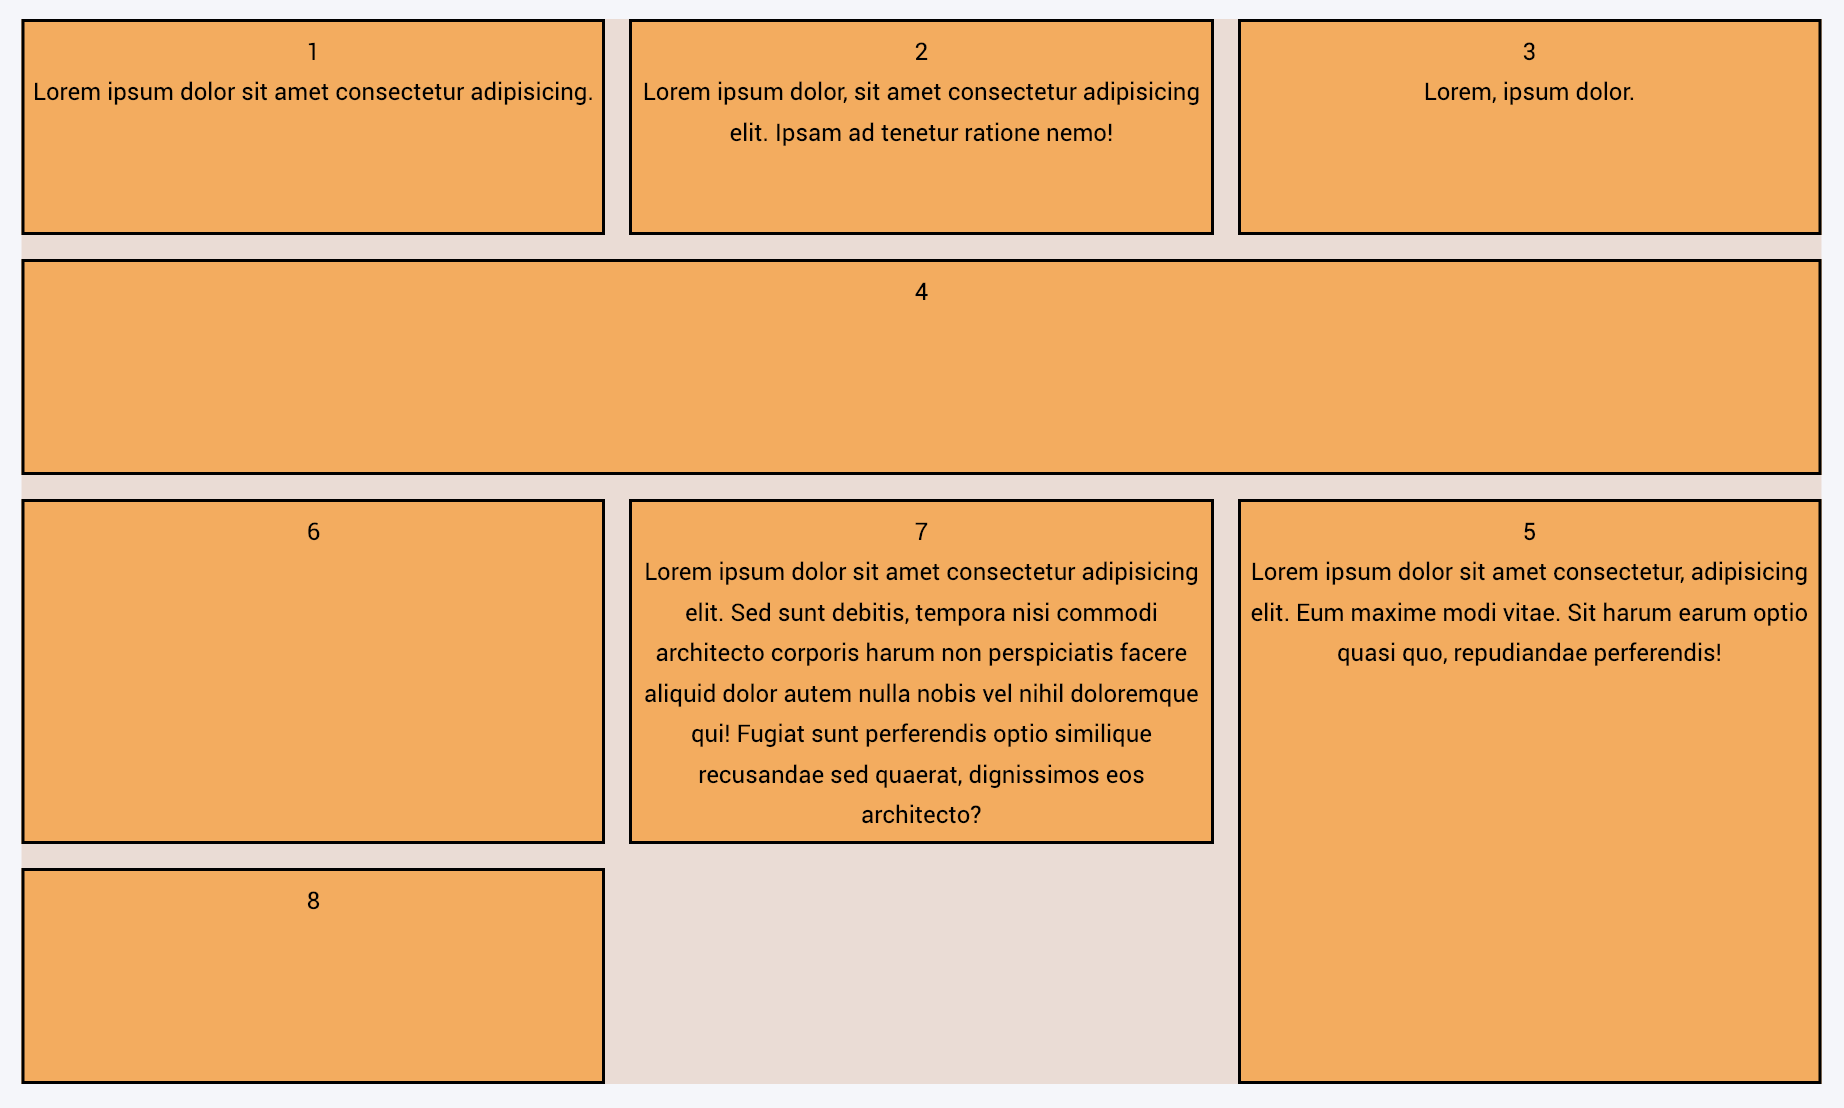 1
Lorem ipsum dolor sit amet consectetur adipisicing.
2
Lorem ipsum dolor, sit amet consectetur adipisicing
elit. Ipsam ad tenetur ratione nemo!
3
Lorem, ipsum dolor.
4
6
7
Lorem ipsum dolor sit amet consectetur adipisicing
elit. Sed sunt debitis, tempora nisi commodi
architecto corporis harum non perspiciatis facere
aliquid dolor autem nulla nobis vel nihil doloremque
qui! Fugiat sunt perferendis optio similique
recusandae sed quaerat, dignissimos eos
architecto?
5
Lorem ipsum dolor sit amet consectetur, adipisicing
elit. Eum maxime modi vitae. Sit harum earum optio
quasi quo, repudiandae perferendis!
8